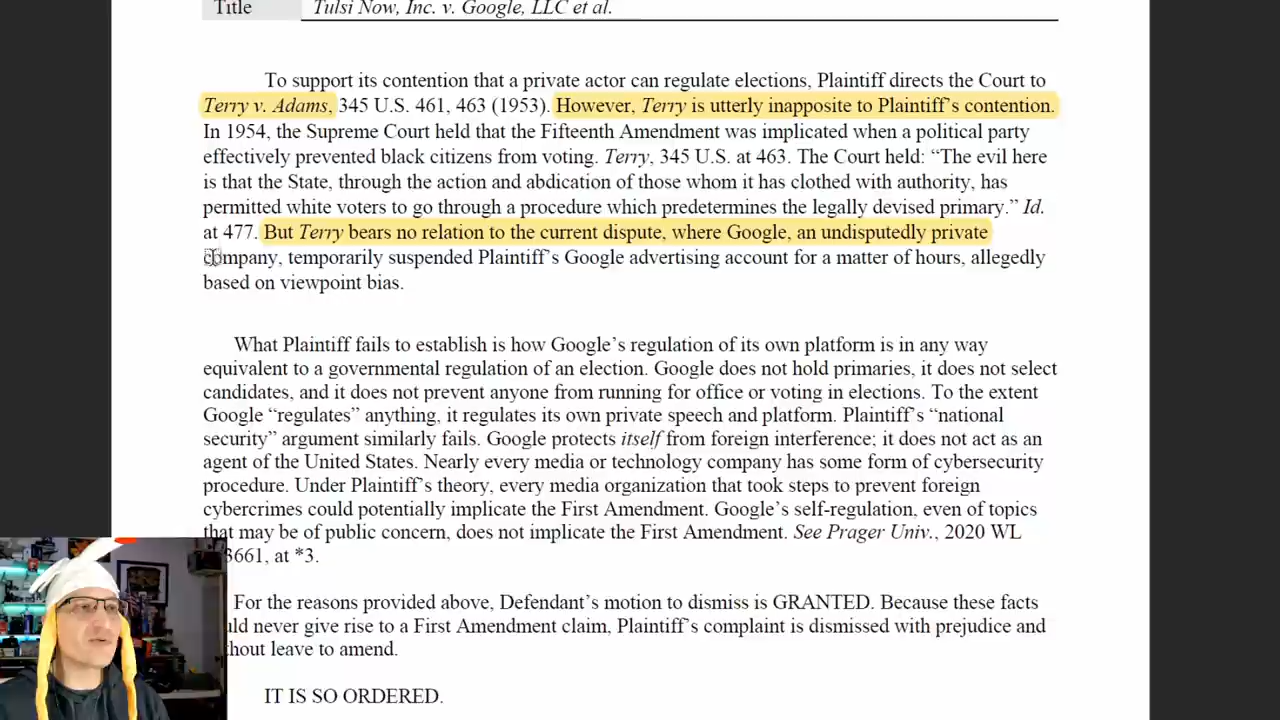 Title Tulsi Now, Inc. v. Google, LLC et al.
To support its contention that a private actor can regulate elections, Plaintiff directs the Court to
Terry v. Adams, 345 U.S. 461, 463 (1953). However, Terry is utterly inapposite to Plaintiff’s contention.
In 1954, the Supreme Court held that the Fifteenth Amendment was implicated when a political party
effectively prevented black citizens from voting. Terry, 345 U.S. at 463. The Court held: “The evil here
is that the State, through the action and abdication of those whom it has clothed with authority, has
permitted white voters to go through a procedure which predetermines the legally devised primary.” Id.
at 477. But Terry bears no relation to the current dispute, where Google, an undisputedly private
company, temporarily suspended Plaintiff’s Google advertising account for a matter of hours, allegedly
based on viewpoint bias.
What Plaintiff fails to establish is how Google’s regulation of its own platform is in any way
equivalent to a governmental regulation of an election. Google does not hold primaries, it does not select
candidates, and it does not prevent anyone from running for office or voting in elections. To the extent
Google “regulates” anything, it regulates its own private speech and platform. Plaintiff’s “national
security” argument similarly fails. Google protects itself from foreign interference; it does not act as an
agent of the United States. Nearly every media or technology company has some form of cybersecurity
procedure. Under Plaintiff’s theory, every media organization that took steps to prevent foreign
cybercrimes could potentially implicate the First Amendment. Google’s self-regulation, even of topics
that may be of public concern, does not implicate the First Amendment. See Prager Univ., 2020 WL
3661, at *3.
For the reasons provided above, Defendant’s motion to dismiss is GRANTED. Because these facts
never give rise to a First Amendment claim, Plaintiff’s complaint is dismissed with prejudice and
leave to amend.
IT IS SO ORDERED.